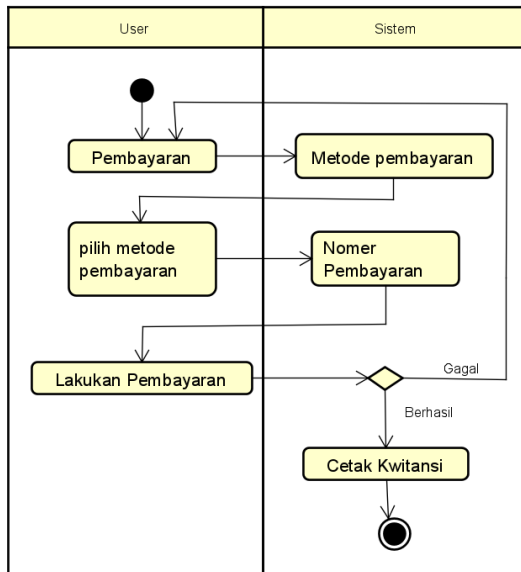 User
Sistem
Pembayaran
Metode pembayaran
pilih metode
pembayaran
Nomer
Pembayaran
Lakukan Pembayaran
Gagal
Berhasil
Cetak Kwitansi